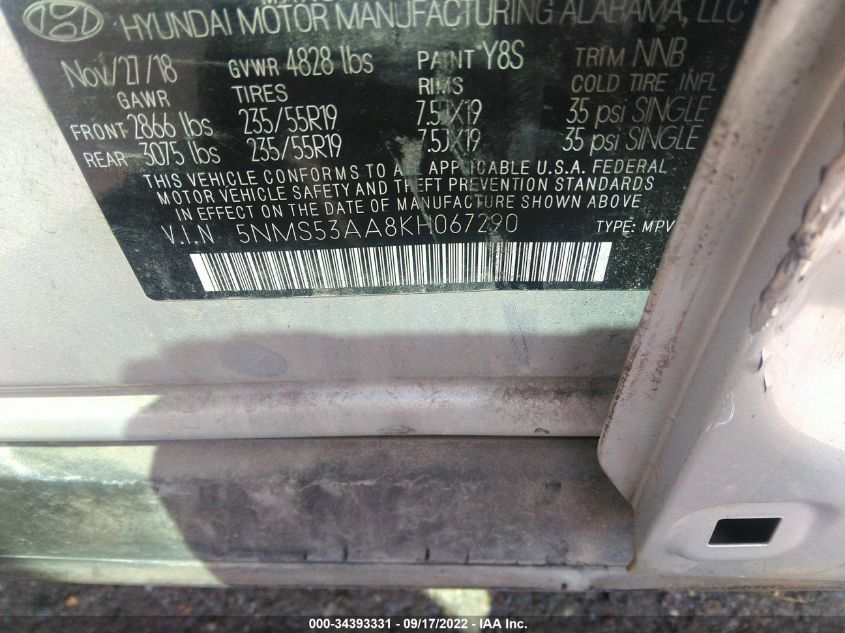 HYUNDAI MOTOR MANUFACTURING ALABAMA, LLC
Nov/27/18 GVWR 4828 lbs PAINT Y8S TRIM NNB
GAWR TIRES RIMS COLD TIRE INFL
FRONT 2866 lbs 235/55R19 7.5JX19 35 psi SINGLE
REAR 3075 lbs 235/55R19 7.5JX19 35 psi SINGLE
THIS VEHICLE CONFORMS TO ALL APPLICABLE U.S.A. FEDERAL
MOTOR VEHICLE SAFETY AND THEFT PREVENTION STANDARDS
IN EFFECT ON THE DATE OF MANUFACTURE SHOWN ABOVE
V.I.N 5NMS53AA8KH067290 TYPE: MPV
000-34393331 - 09/17/2022 - IAA Inc.